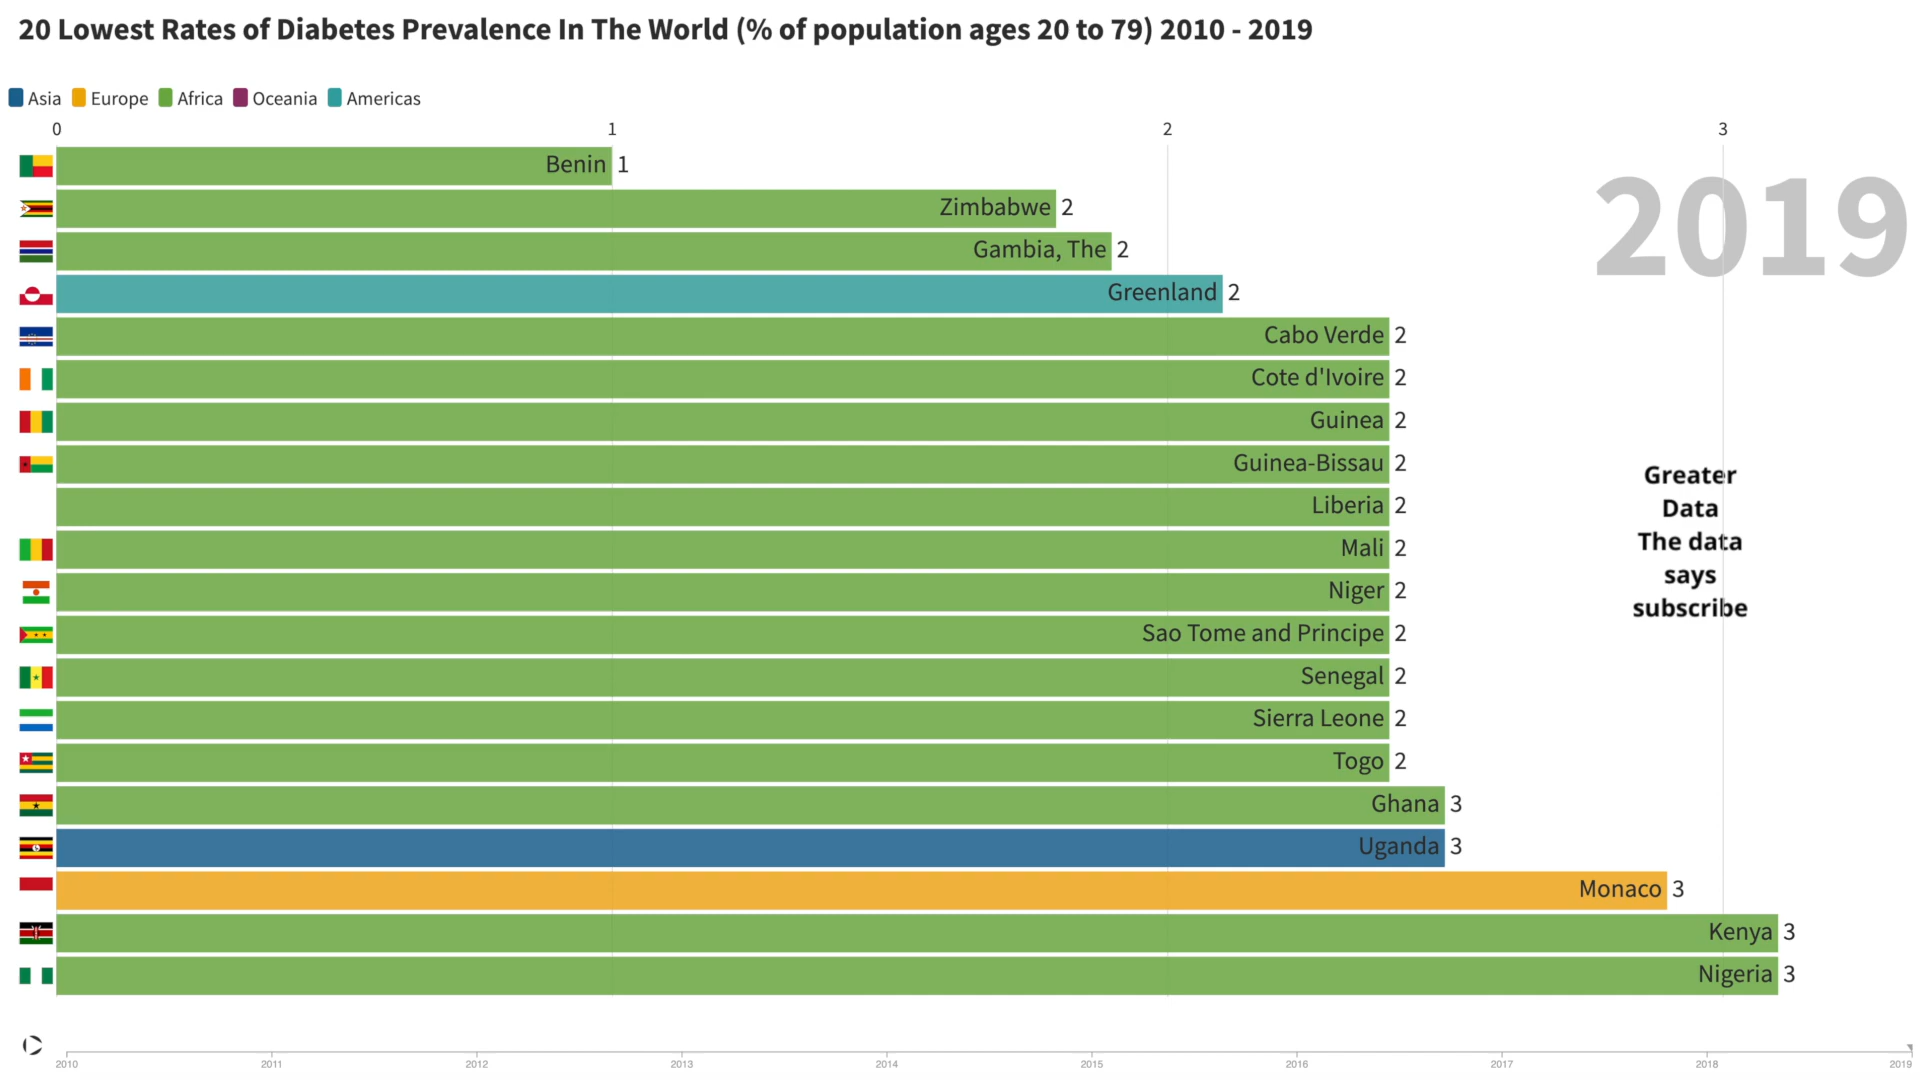 20 Lowest Rates of Diabetes Prevalence In The World (% of population ages 20 to 79) 2010 - 2019
Asia Europe Africa Oceania Americas
0 1 2 3
Benin 1
Zimbabwe 2
Gambia, The 2
Greenland 2
Cabo Verde 2
Cote d'Ivoire 2
Guinea 2
Guinea-Bissau 2
Liberia 2
Mali 2
Niger 2
Sao Tome and Principe 2
Senegal 2
Sierra Leone 2
Togo 2
Ghana 3
Uganda 3
Monaco 3
Kenya 3
Nigeria 3
2019
Greater
Data
The data
says
subscribe
2010 2011 2012 2013 2014 2015 2016 2017 2018 2019